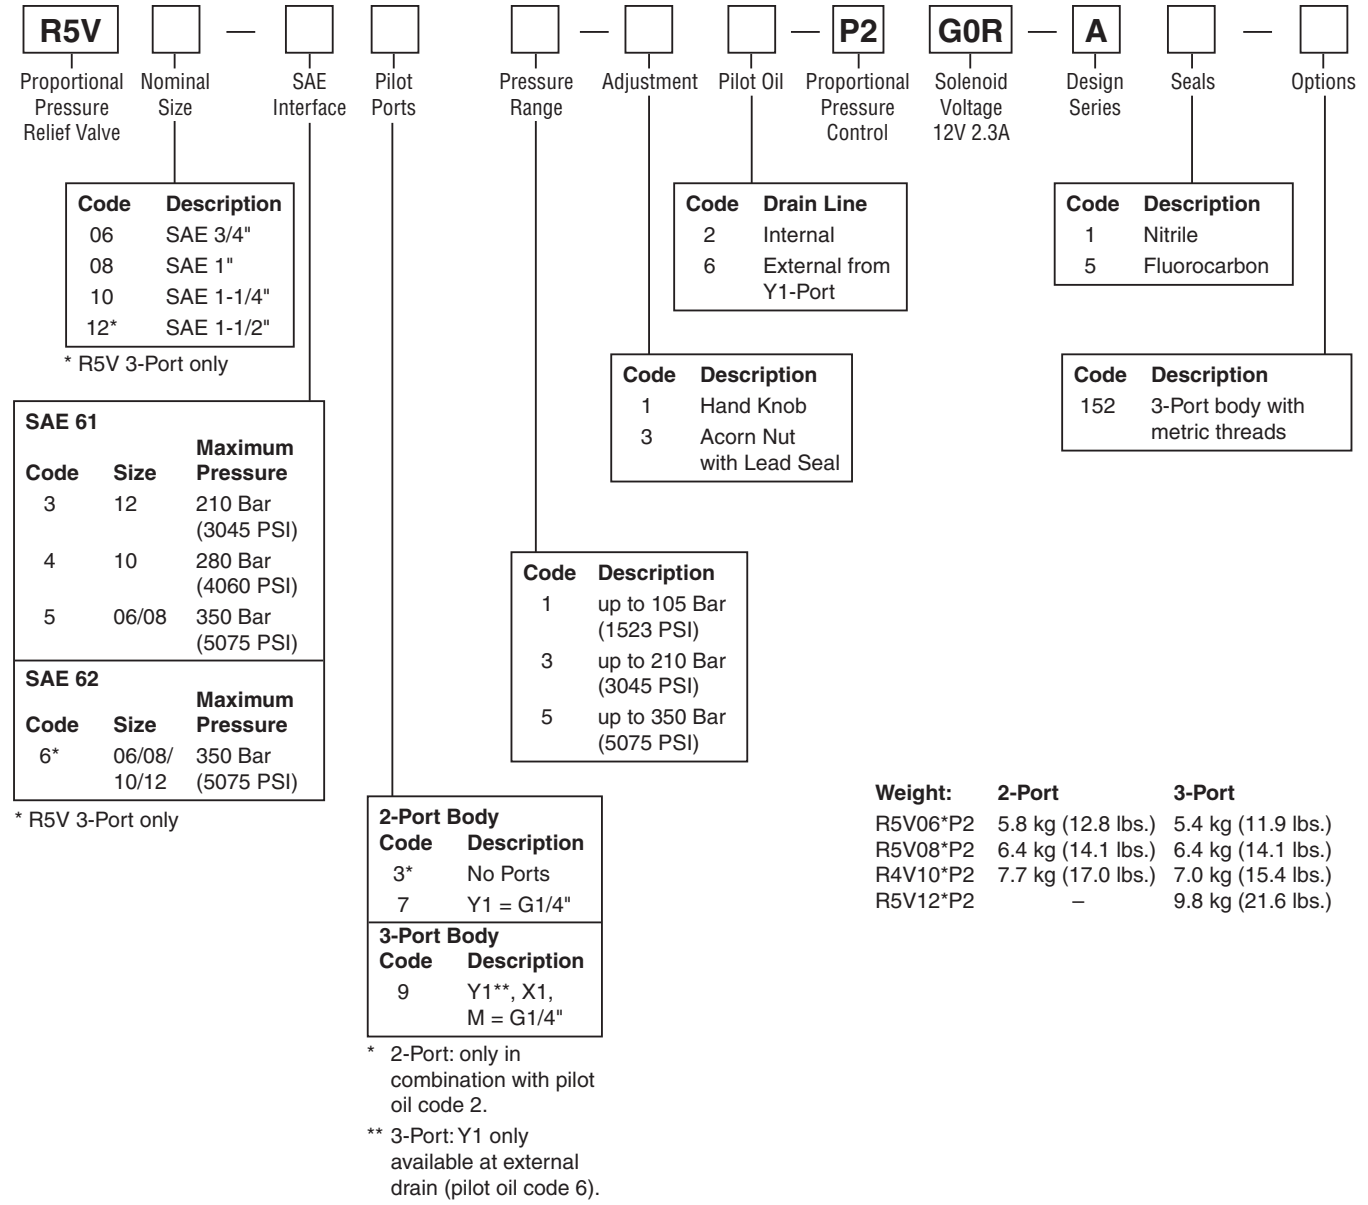 R5V — — — P2 G0R — A —
Proportional Pressure Relief Valve
Nominal Size
SAE Interface
Pilot Ports
Pressure Range
Adjustment
Pilot Oil
Proportional Pressure Control
Solenoid Voltage 12V 2.3A
Design Series
Seals
Options
Code Description
06 SAE 3/4"
08 SAE 1"
10 SAE 1-1/4"
12* SAE 1-1/2"
* R5V 3-Port only
Code Drain Line
2 Internal
6 External from
Y1-Port
Code Description
1 Nitrile
5 Fluorocarbon
Code Description
1 Hand Knob
3 Acorn Nut
with Lead Seal
Code Description
152 3-Port body with
metric threads
SAE 61
Maximum
Code Size Pressure
3 12 210 Bar
(3045 PSI)
4 10 280 Bar
(4060 PSI)
5 06/08 350 Bar
(5075 PSI)
SAE 62
Maximum
Code Size Pressure
6* 06/08/ 350 Bar
10/12 (5075 PSI)
* R5V 3-Port only
Code Description
1 up to 105 Bar
(1523 PSI)
3 up to 210 Bar
(3045 PSI)
5 up to 350 Bar
(5075 PSI)
2-Port Body
Code Description
3* No Ports
7 Y1 = G1/4"
3-Port Body
Code Description
9 Y1**, X1,
M = G1/4"
* 2-Port: only in
combination with pilot
oil code 2.
** 3-Port: Y1 only
available at external
drain (pilot oil code 6).
Weight: 2-Port 3-Port
R5V06*P2 5.8 kg (12.8 lbs.) 5.4 kg (11.9 lbs.)
R5V08*P2 6.4 kg (14.1 lbs.) 6.4 kg (14.1 lbs.)
R4V10*P2 7.7 kg (17.0 lbs.) 7.0 kg (15.4 lbs.)
R5V12*P2 – 9.8 kg (21.6 lbs.)